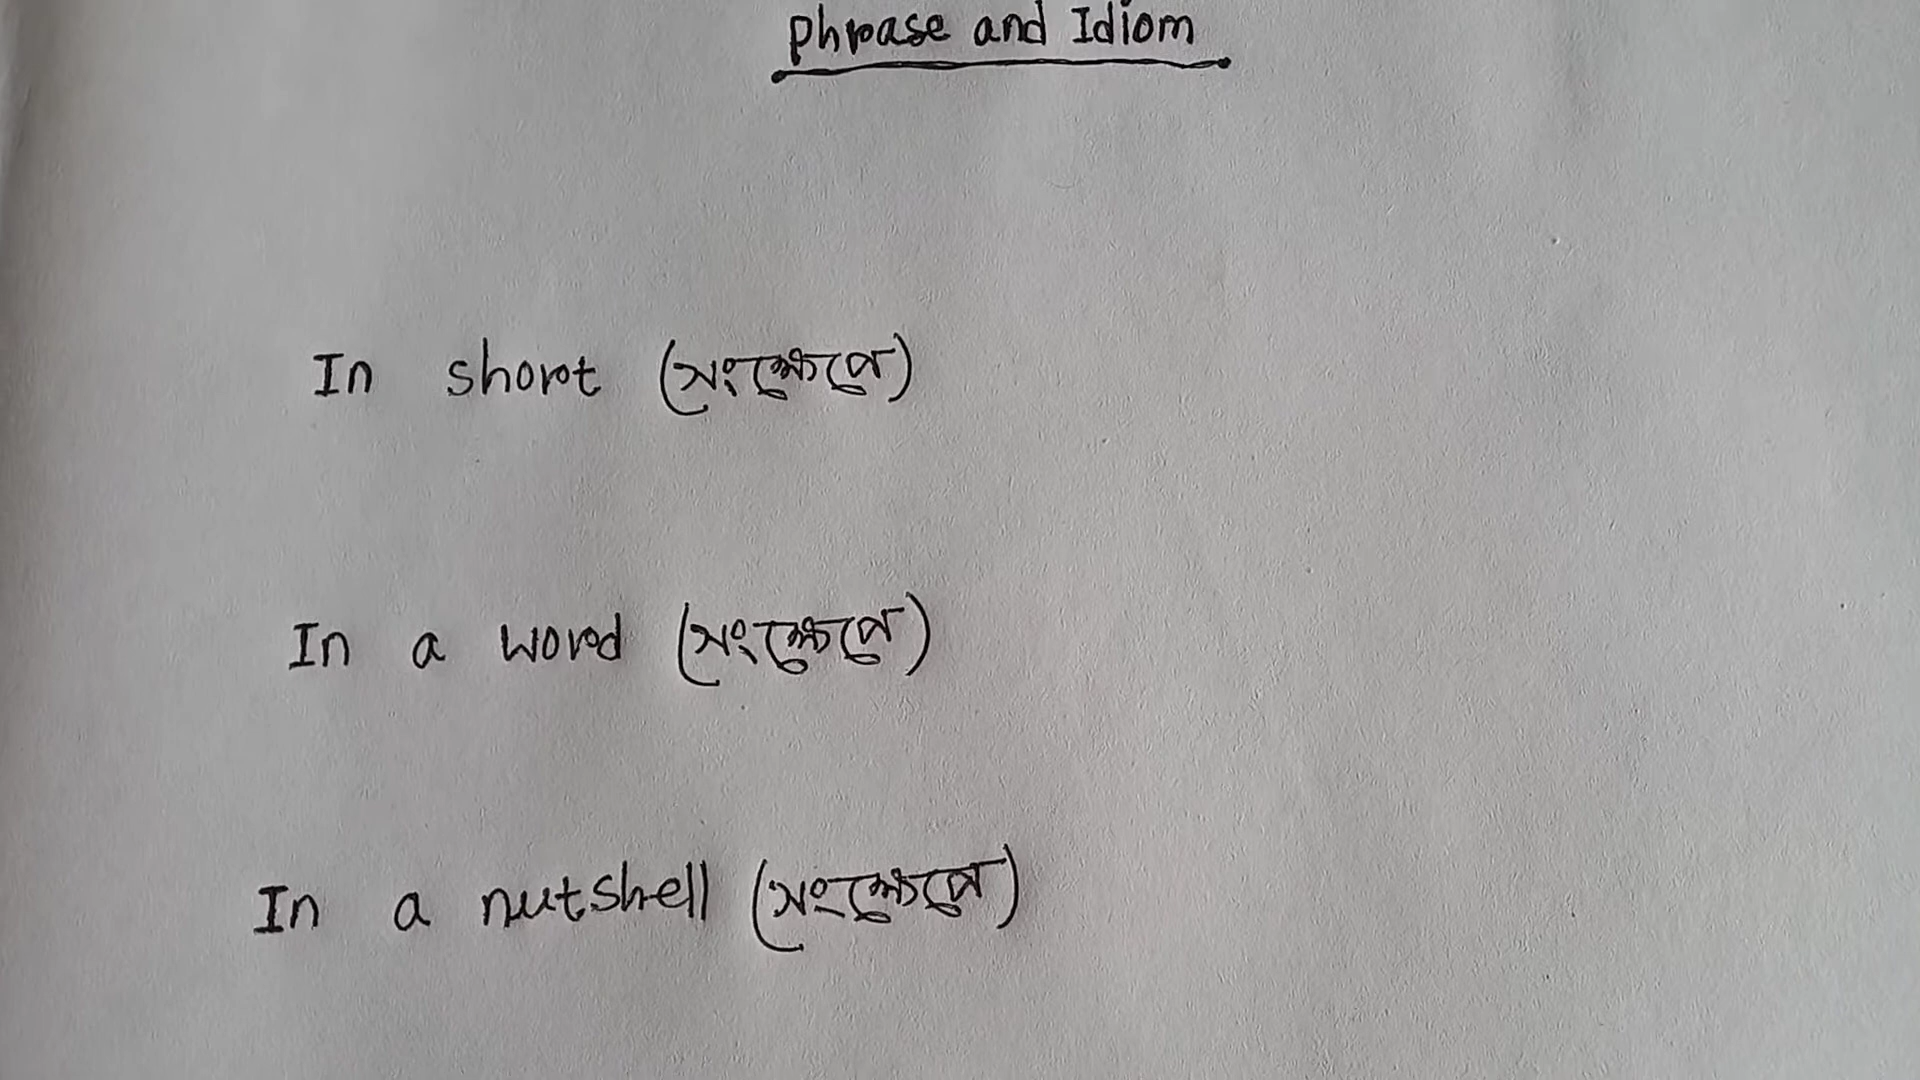 Phrase and Idiom
In short (সংক্ষেপে)
In a word (সংক্ষেপে)
In a nutshell (সংক্ষেপে)